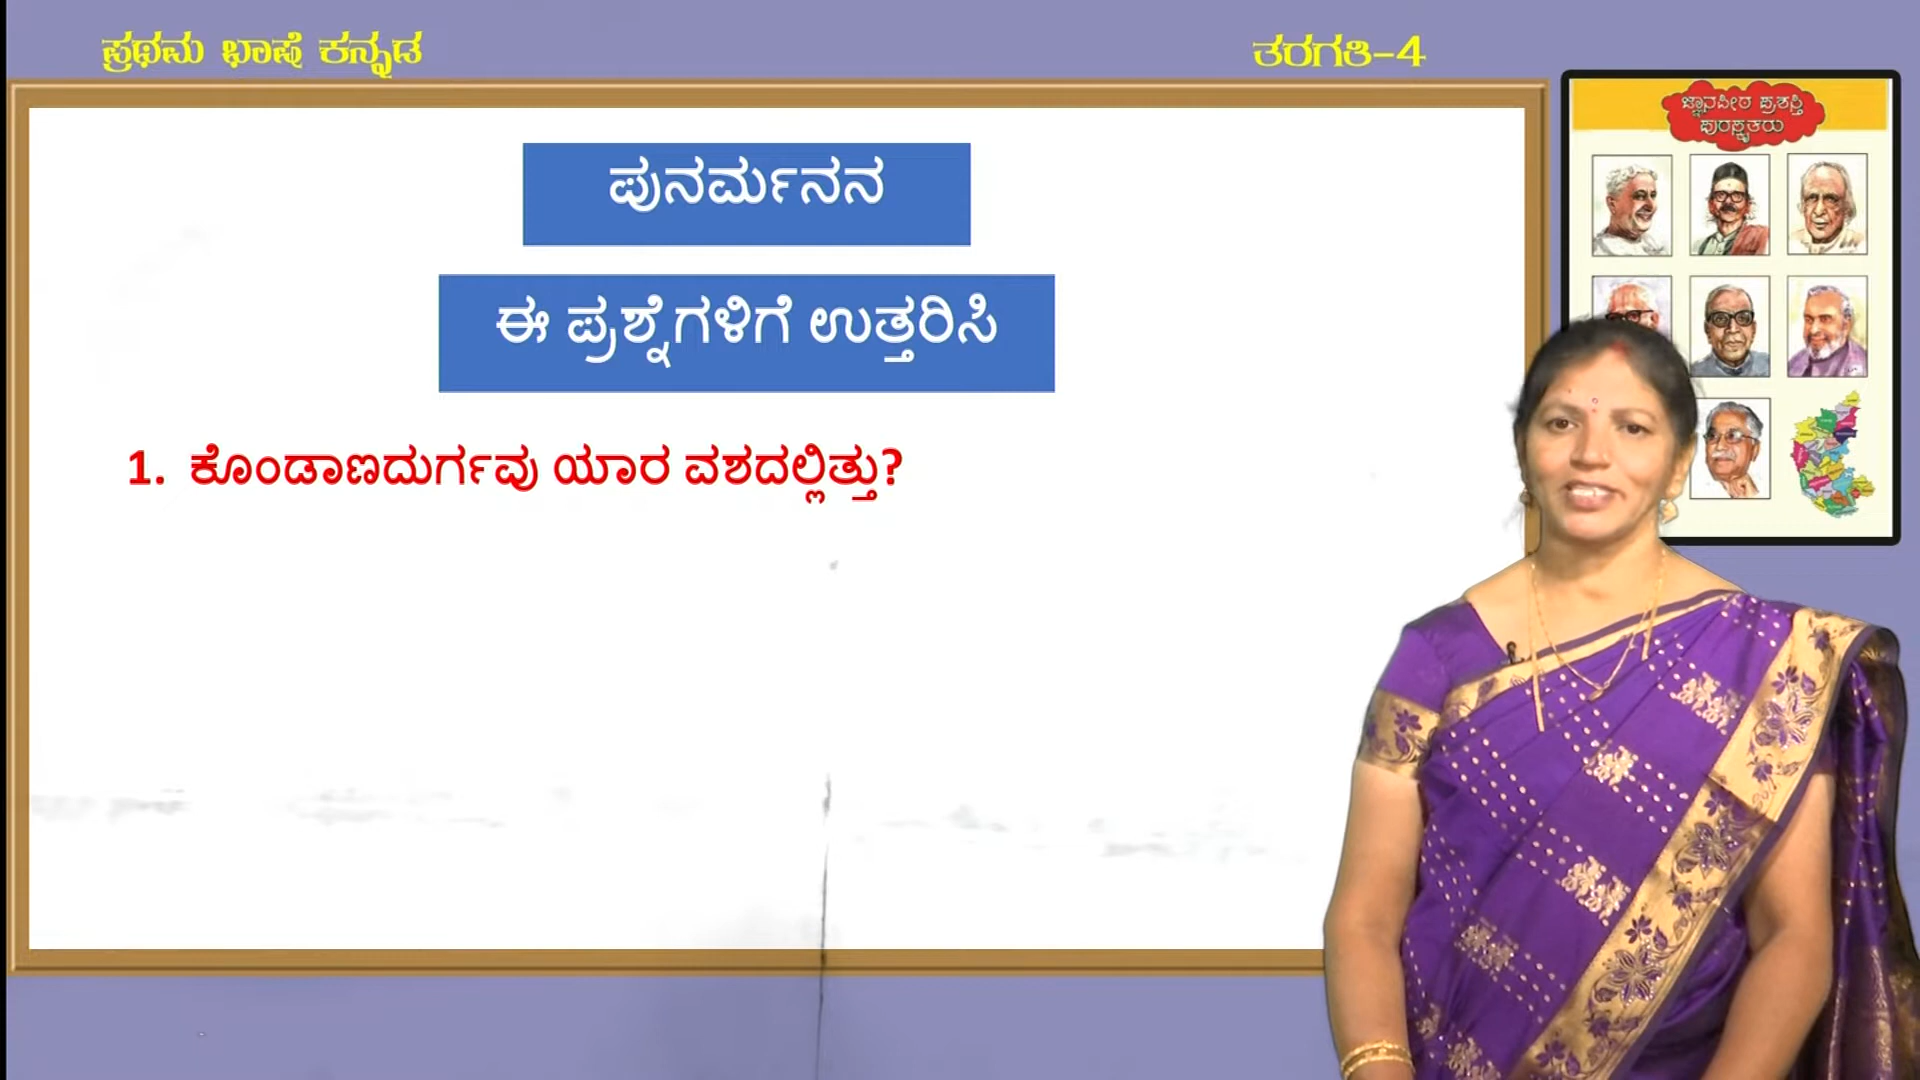 ಪ್ರಥಮ ಭಾಷೆ ಕನ್ನಡ
ತರಗತಿ-4
ಜ್ಞಾನಪೀಠ ಪ್ರಶಸ್ತಿ
ಪುರಸ್ಕೃತರು
ಪುನರ್ಮನನ
ಈ ಪ್ರಶ್ನೆಗಳಿಗೆ ಉತ್ತರಿಸಿ
1. ಕೊಂಡಾಣದುರ್ಗವು ಯಾರ ವಶದಲ್ಲಿತ್ತು?